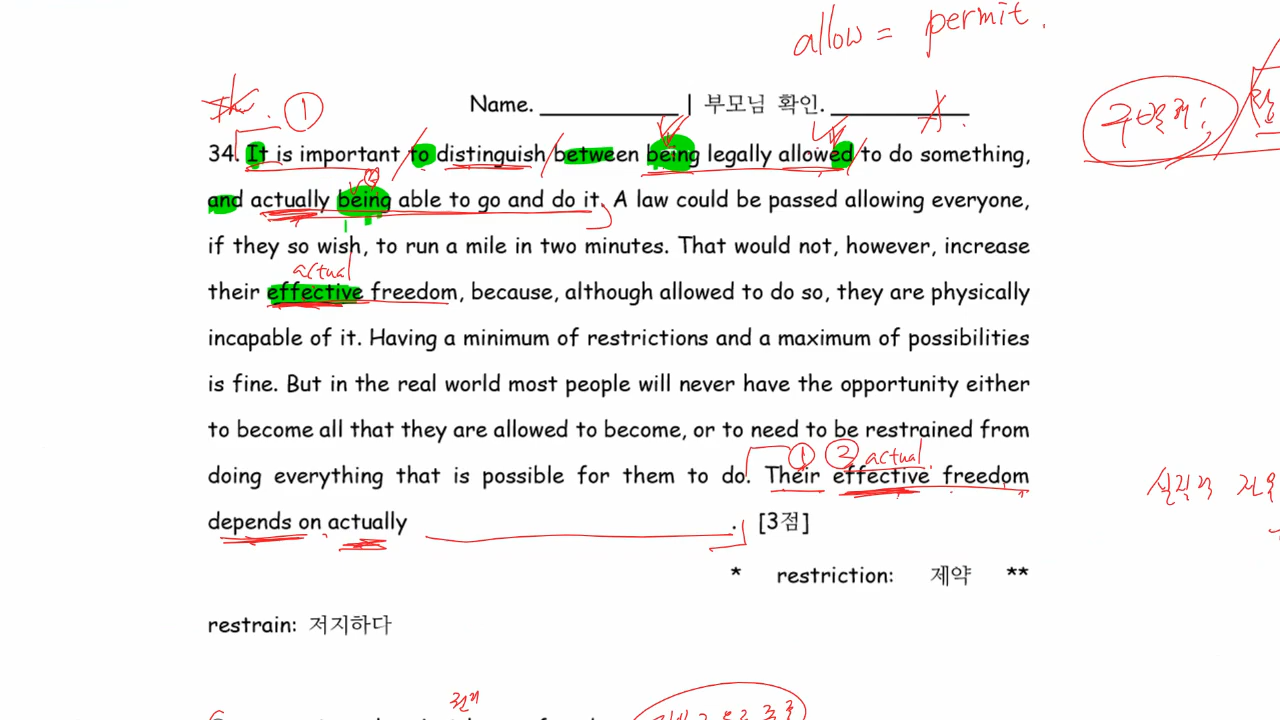 allow = permit.
Name. ____________ | 부모님 확인. ____________
①
34. It is important to distinguish between being legally allowed to do something,
②
and actually being able to go and do it. A law could be passed allowing everyone,
if they so wish, to run a mile in two minutes. That would not, however, increase
actual
their effective freedom, because, although allowed to do so, they are physically
incapable of it. Having a minimum of restrictions and a maximum of possibilities
is fine. But in the real world most people will never have the opportunity either
to become all that they are allowed to become, or to need to be restrained from
① ② actual
doing everything that is possible for them to do. Their effective freedom
depends on actually ____________. [3점]
* restriction: 제약 **
restrain: 저지하다